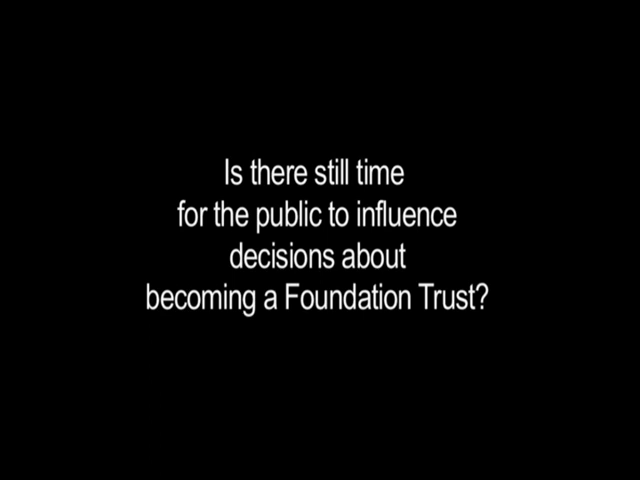 Is there still time
for the public to influence
decisions about
becoming a Foundation Trust?